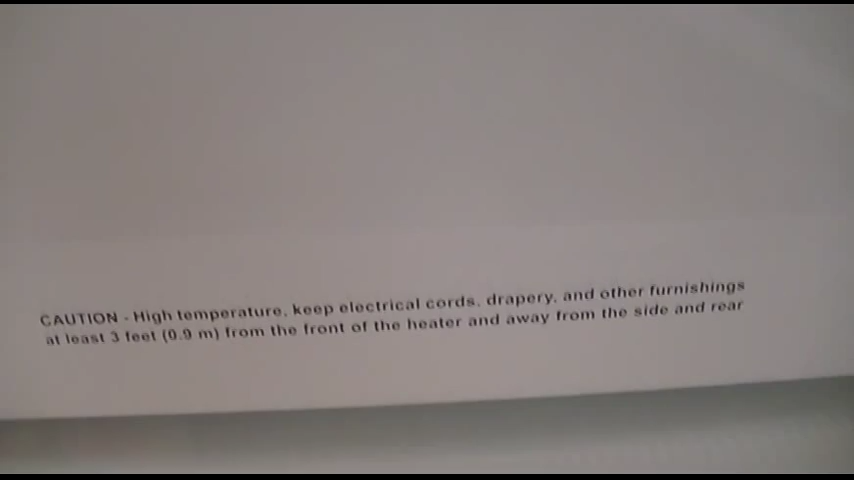 CAUTION - High temperature, keep electrical cords, drapery, and other furnishings
at least 3 feet (0.9 m) from the front of the heater and away from the side and rear